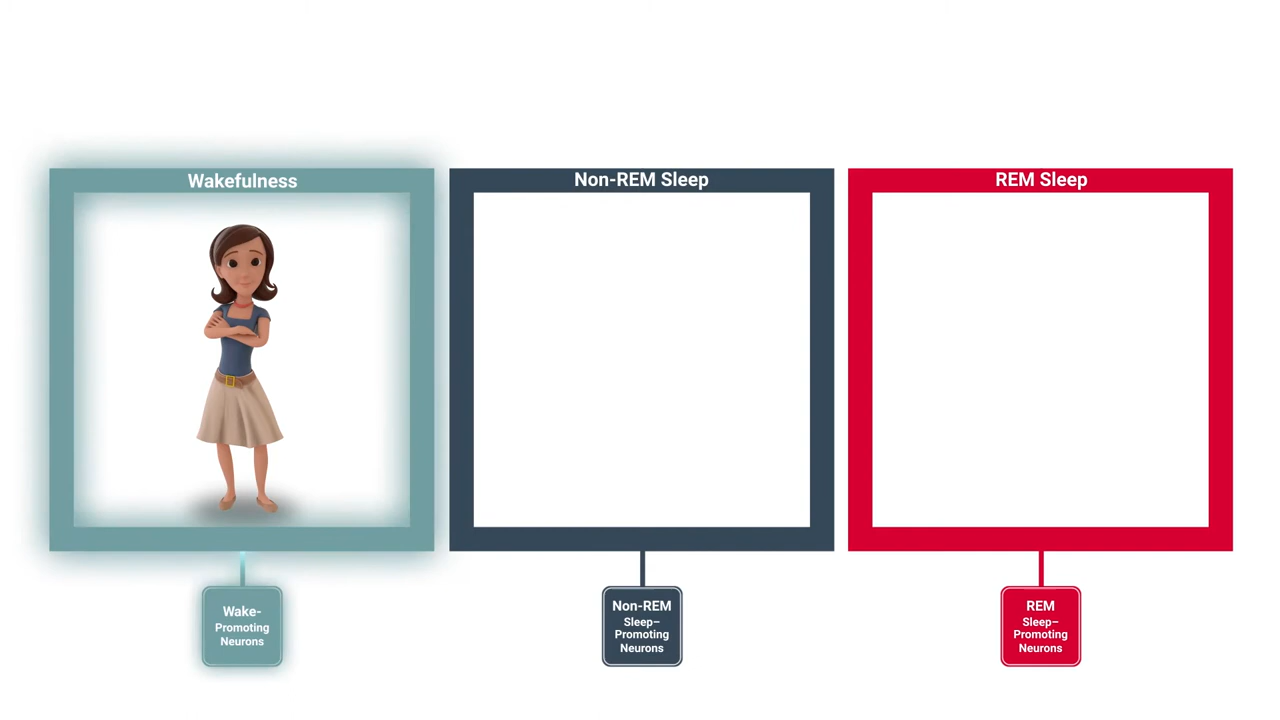 Wakefulness
Non-REM Sleep
REM Sleep
Wake-
Promoting
Neurons
Non-REM
Sleep–
Promoting
Neurons
REM
Sleep–
Promoting
Neurons